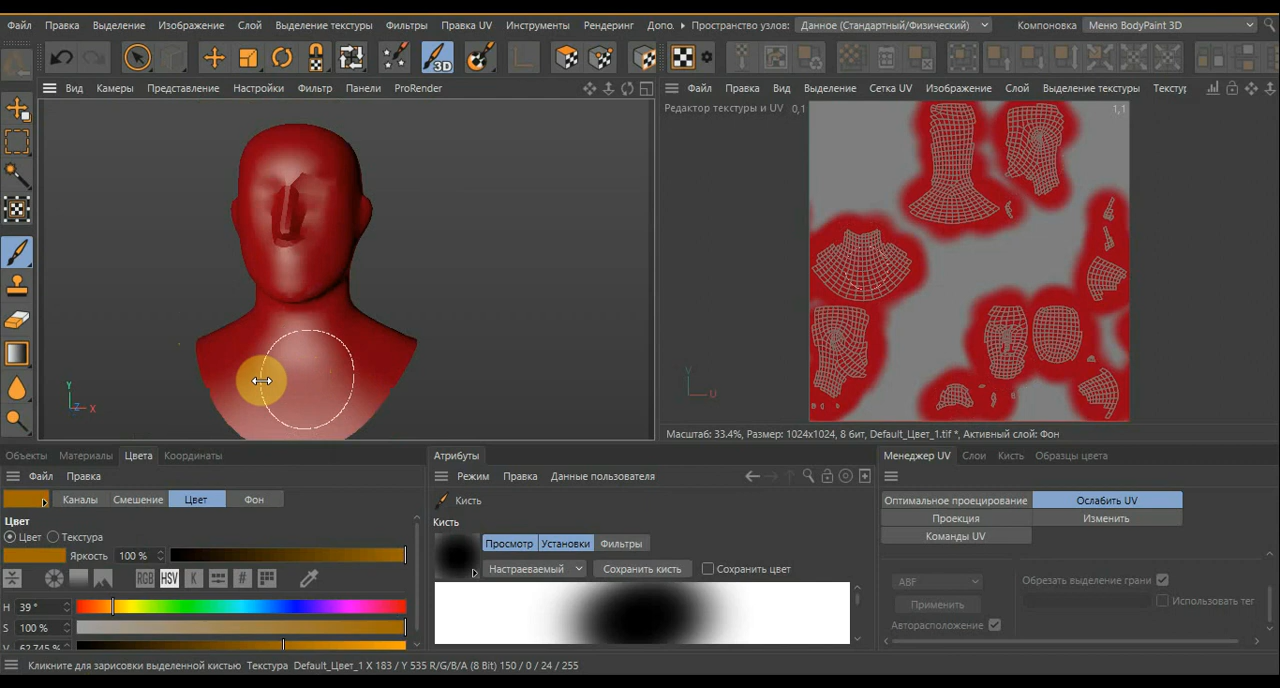 Файл Правка Выделение Изображение Слой Выделение текстуры Фильтры Правка UV Инструменты Рендеринг Допо. Пространство узлов: Данное (Стандартный/Физический) Компоновка Меню BodyPaint 3D
3D
Вид Камеры Представление Настройки Фильтр Панели ProRender
Файл Правка Вид Выделение Сетка UV Изображение Слой Выделение текстуры Текстур
Редактор текстуры и UV 0,1 1,1
Y
Z X
V
U
Масштаб: 33.4%, Размер: 1024x1024, 8 бит, Default_Цвет_1.tif *, Активный слой: Фон
Объекты Материалы Цвета Координаты
Файл Правка
Каналы Смешение Цвет Фон
Цвет
Цвет Текстура
Яркость 100 %
RGB HSV K #
H 39 °
S 100 %
V 62.745 %
Атрибуты
Режим Правка Данные пользователя
Кисть
Кисть
Просмотр Установки Фильтры
Настраеваемый Сохранить кисть Сохранить цвет
Менеджер UV Слои Кисть Образцы цвета
Оптимальное проецирование Ослабить UV
Проекция Изменить
Команды UV
ABF Обрезать выделение грани
Применить Использовать тег
Авторасположение
Кликните для зарисовки выделенной кистью Текстура Default_Цвет_1 X 183 / Y 535 R/G/B/A (8 Bit) 150 / 0 / 24 / 255